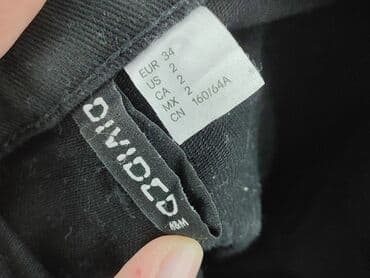 EUR 34
US 2
CA 2
MX 2
CN 160/64A
DIVIDED
H&M